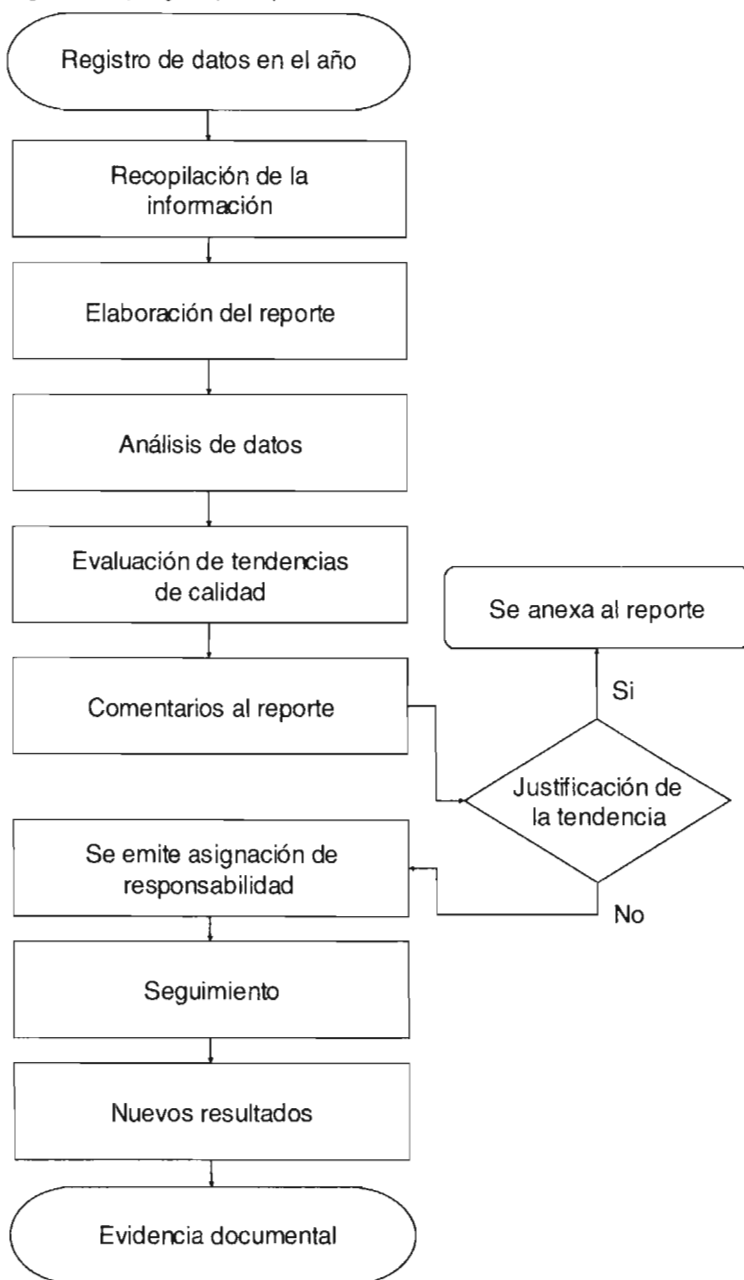 Registro de datos en el año
Recopilación de la
información
Elaboración del reporte
Análisis de datos
Evaluación de tendencias
de calidad
Se anexa al reporte
Comentarios al reporte
Si
Justificación de
la tendencia
Se emite asignación de
responsabilidad
No
Seguimiento
Nuevos resultados
Evidencia documental